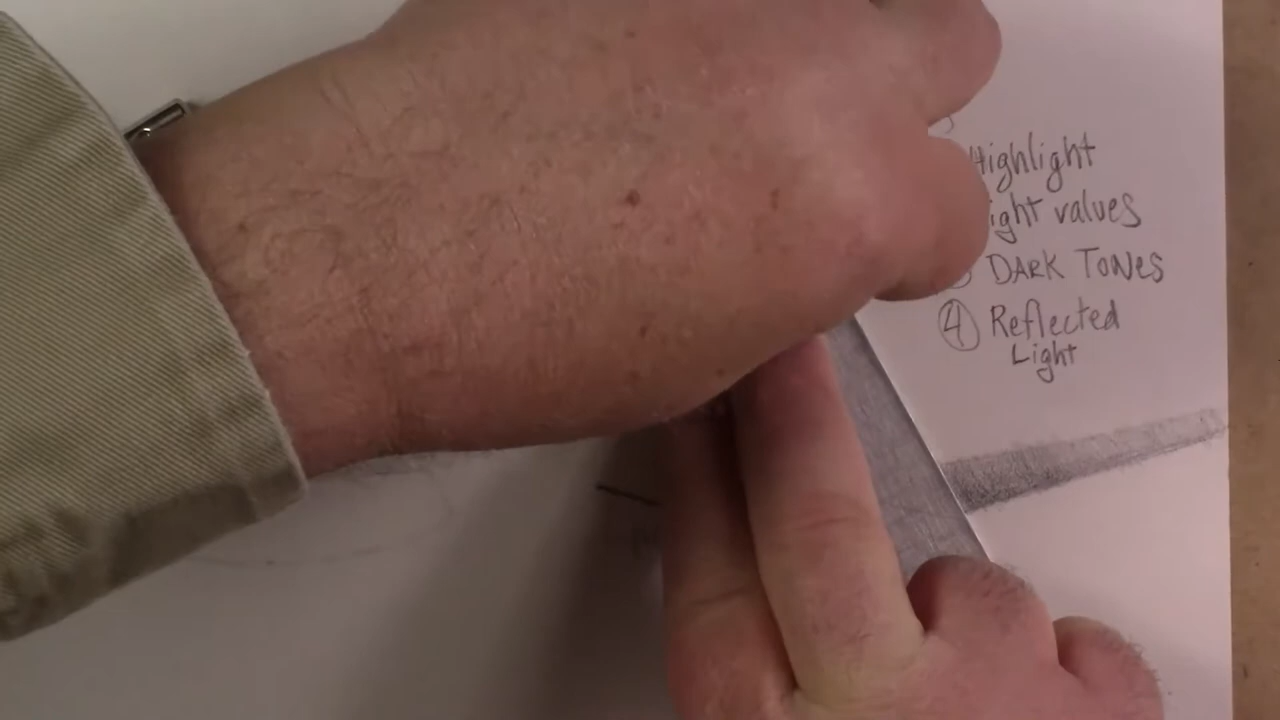 Highlight
ight values
DARK TONES
④ Reflected
Light